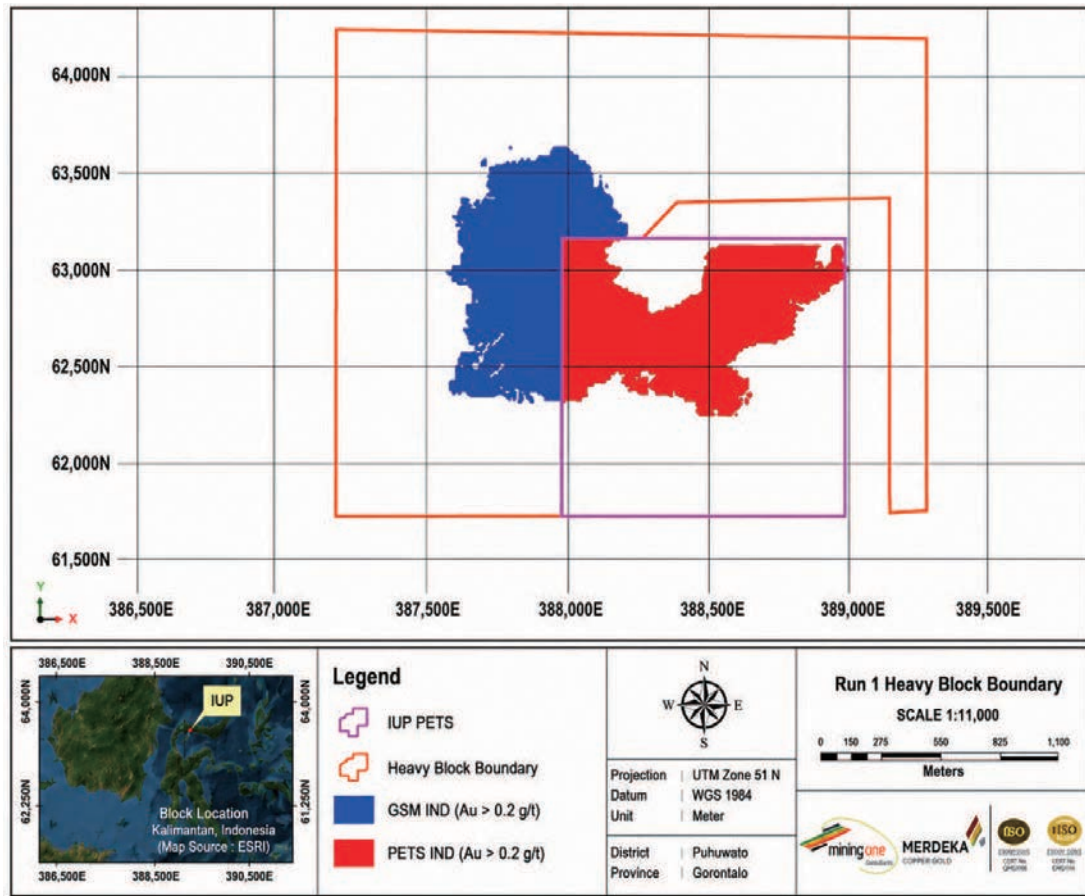 64,000N
63,500N
63,000N
62,500N
62,000N
61,500N
Y
X
386,500E 387,000E 387,500E 388,000E 388,500E 389,000E 389,500E
386,500E 388,500E 390,500E
64,000N
62,250N
IUP
64,000N
61,250N
Block Location
Kalimantan, Indonesia
(Map Source : ESRI)
386,500E 388,500E 390,500E
Legend
IUP PETS
Heavy Block Boundary
GSM IND (Au > 0.2 g/t)
PETS IND (Au > 0.2 g/t)
N
W E
S
Projection UTM Zone 51 N
Datum WGS 1984
Unit Meter
District Puhuwato
Province Gorontalo
Run 1 Heavy Block Boundary
SCALE 1:11,000
0 150 275 550 825 1,100
Meters
miningone
MERDEKA
COPPER GOLD